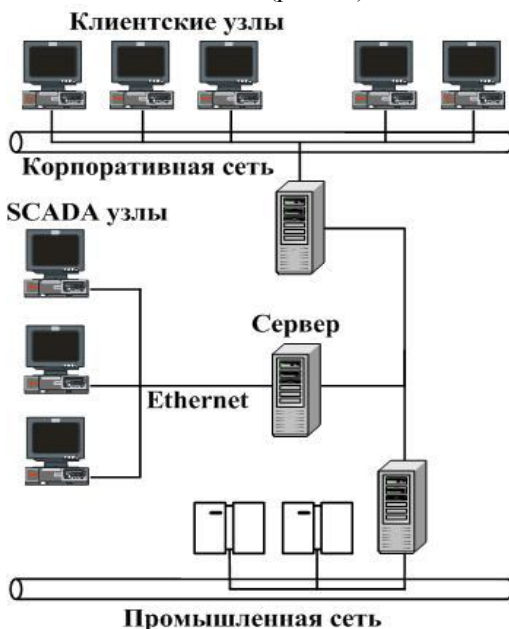 Клиентские узлы
Корпоративная сеть
SCADA узлы
Сервер
Ethernet
Промышленная сеть